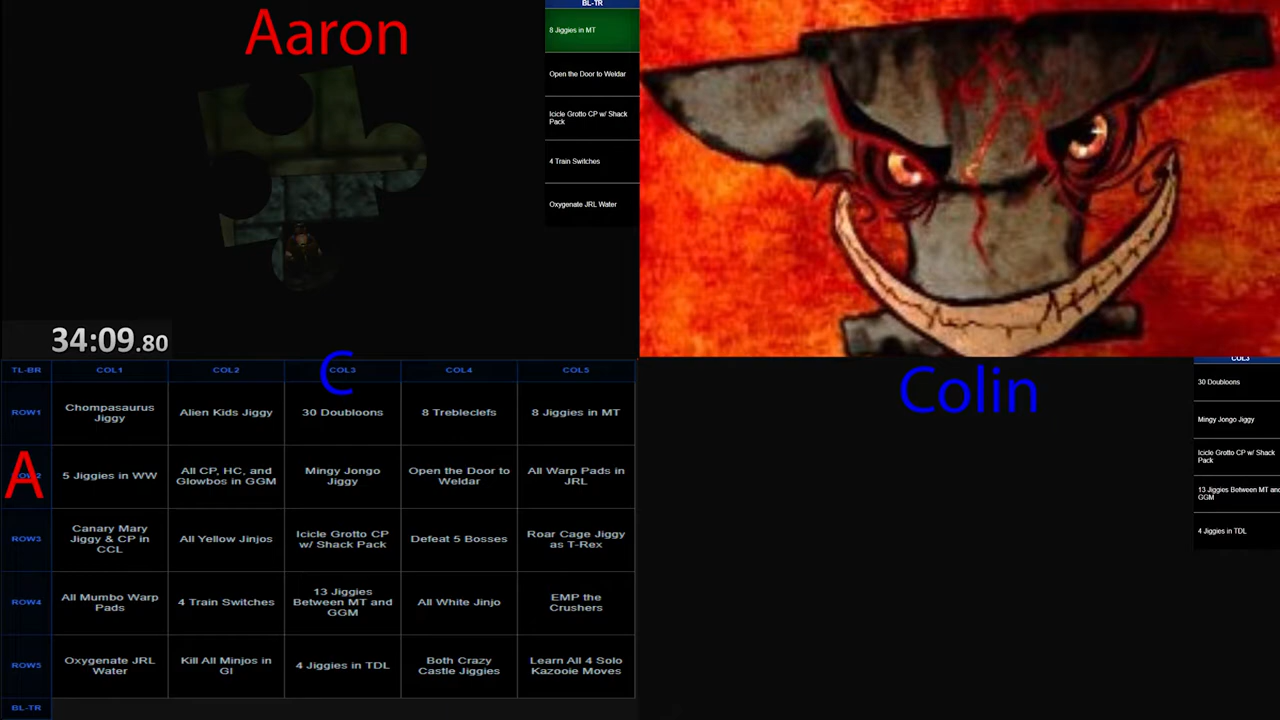 Aaron
BL-TR
8 Jiggies in MT
Open the Door to Weldar
Icicle Grotto CP w/ Shack
Pack
4 Train Switches
Oxygenate JRL Water
34:09.80
C
TL-BR COL1 COL2 COL3 COL4 COL5
ROW1
Chompasaurus
Jiggy
Alien Kids Jiggy
30 Doubloons
8 Trebleclefs
8 Jiggies in MT
A
5 Jiggies in WW
All CP, HC, and
Glowbos in GGM
Mingy Jongo
Jiggy
Open the Door to
Weldar
All Warp Pads in
JRL
ROW3
Canary Mary
Jiggy & CP in
CCL
All Yellow Jinjos
Icicle Grotto CP
w/ Shack Pack
Defeat 5 Bosses
Roar Cage Jiggy
as T-Rex
ROW4
All Mumbo Warp
Pads
4 Train Switches
13 Jiggies
Between MT and
GGM
All White Jinjo
EMP the
Crushers
ROW5
Oxygenate JRL
Water
Kill All Minjos in
GI
4 Jiggies in TDL
Both Crazy
Castle Jiggies
Learn All 4 Solo
Kazooie Moves
BL-TR
Colin
COL3
30 Doubloons
Mingy Jongo Jiggy
Icicle Grotto CP w/ Shack
Pack
13 Jiggies Between MT and
GGM
4 Jiggies in TDL